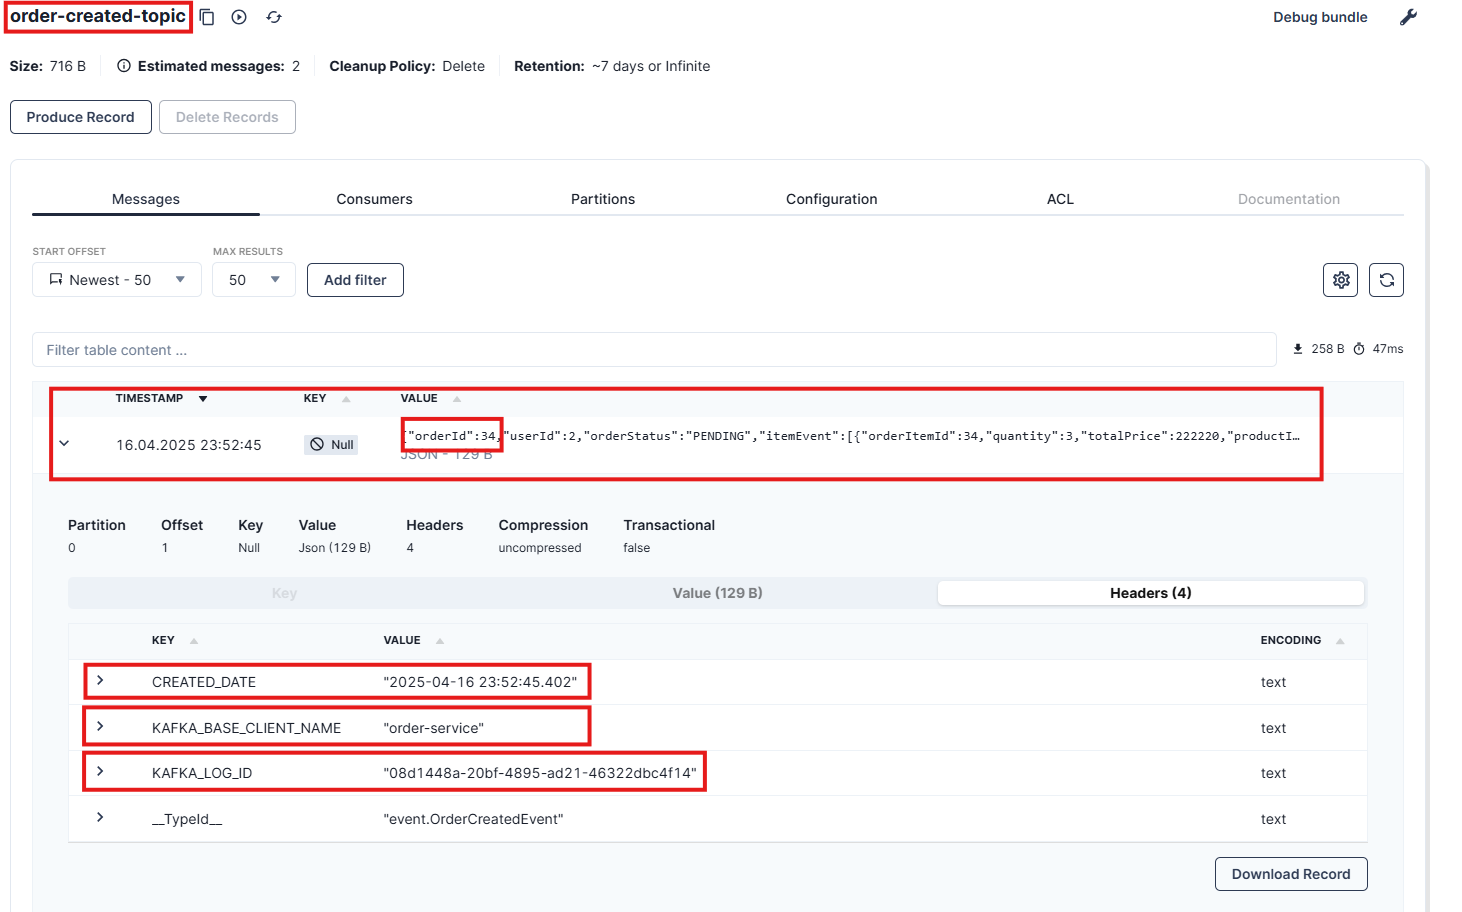 order-created-topic
Debug bundle
Size: 716 B Estimated messages: 2 Cleanup Policy: Delete Retention: ~7 days or Infinite
Produce Record Delete Records
Messages Consumers Partitions Configuration ACL Documentation
START OFFSET MAX RESULTS
Newest - 50 50 Add filter
Filter table content ... 258 B 47ms
TIMESTAMP KEY VALUE
16.04.2025 23:52:45 Null {"orderId":34,"userId":2,"orderStatus":"PENDING","itemEvent":[{"orderItemId":34,"quantity":3,"totalPrice":222220,"productI…
JSON - 129 B
Partition Offset Key Value Headers Compression Transactional
0 1 Null Json (129 B) 4 uncompressed false
Key Value (129 B) Headers (4)
KEY VALUE ENCODING
CREATED_DATE "2025-04-16 23:52:45.402" text
KAFKA_BASE_CLIENT_NAME "order-service" text
KAFKA_LOG_ID "08d1448a-20bf-4895-ad21-46322dbc4f14" text
__TypeId__ "event.OrderCreatedEvent" text
Download Record